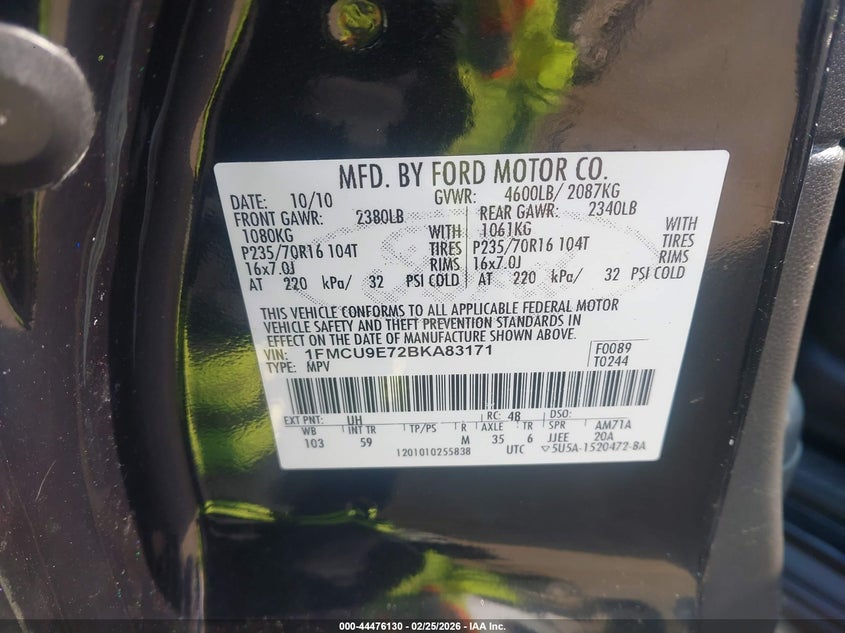 MFD. BY FORD MOTOR CO.
DATE: 10/10 GVWR: 4600LB/ 2087KG
FRONT GAWR: 2380LB REAR GAWR: 2340LB
1080KG WITH 1061KG WITH
P235/70R16 104T TIRES P235/70R16 104T TIRES
16x7.0J RIMS 16x7.0J RIMS
AT 220 kPa/ 32 PSI COLD AT 220 kPa/ 32 PSI COLD
THIS VEHICLE CONFORMS TO ALL APPLICABLE FEDERAL MOTOR
VEHICLE SAFETY AND THEFT PREVENTION STANDARDS IN
EFFECT ON THE DATE OF MANUFACTURE SHOWN ABOVE.
VIN: 1FMCU9E72BKA83171 F0089
TYPE: MPV T0244
EXT PNT: UH RC: 48 DSO:
WB INT TR TP/PS R AXLE TR SPR AM71A
103 59 M 35 6 JJEE 20A
1201010255838 UTC ▽5U5A-1520472-BA
000-44476130 - 02/25/2026 - IAA Inc.